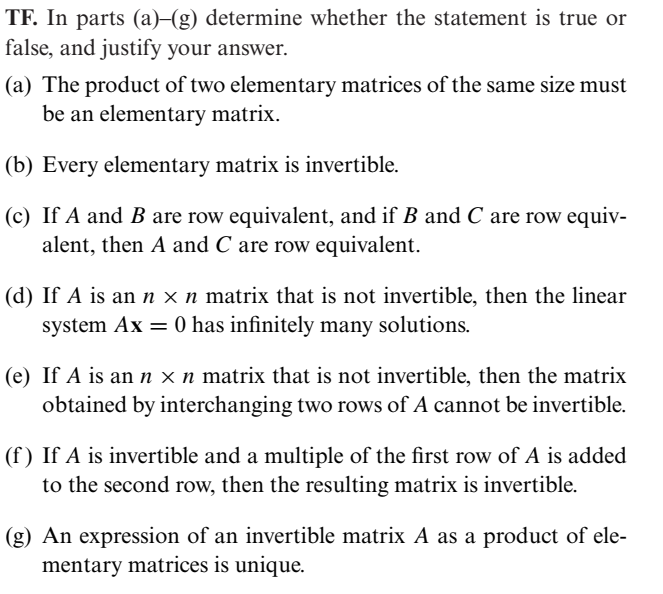 TF. In parts (a)–(g) determine whether the statement is true or
false, and justify your answer.
(a) The product of two elementary matrices of the same size must
be an elementary matrix.
(b) Every elementary matrix is invertible.
(c) If A and B are row equivalent, and if B and C are row equiv-
alent, then A and C are row equivalent.
(d) If A is an n × n matrix that is not invertible, then the linear
system Ax = 0 has infinitely many solutions.
(e) If A is an n × n matrix that is not invertible, then the matrix
obtained by interchanging two rows of A cannot be invertible.
(f) If A is invertible and a multiple of the first row of A is added
to the second row, then the resulting matrix is invertible.
(g) An expression of an invertible matrix A as a product of ele-
mentary matrices is unique.